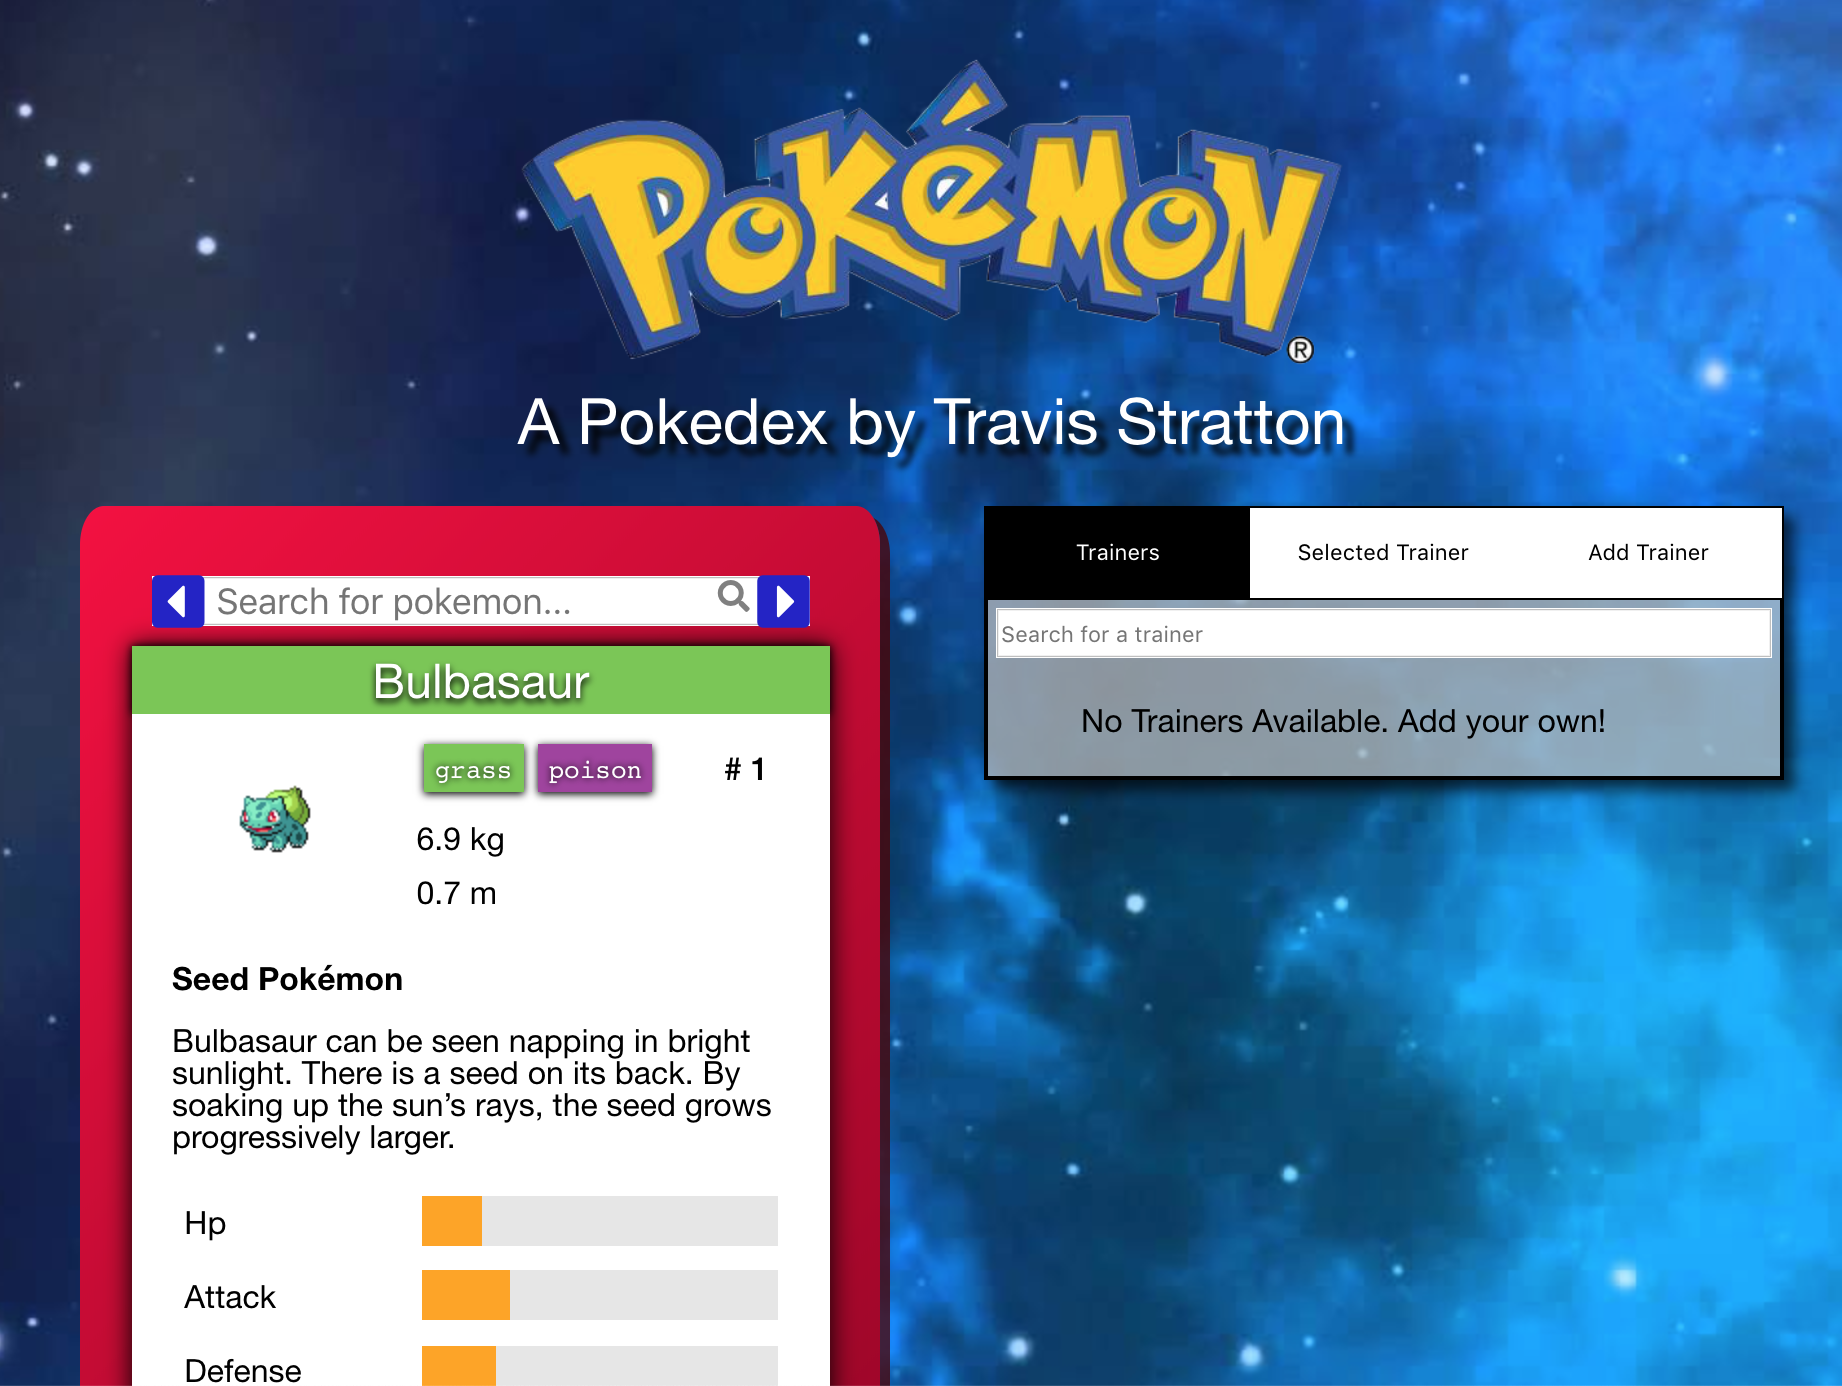 POKéMON
®
A Pokedex by Travis Stratton
Search for pokemon...
Bulbasaur
grass poison # 1
6.9 kg
0.7 m
Seed Pokémon
Bulbasaur can be seen napping in bright
sunlight. There is a seed on its back. By
soaking up the sun’s rays, the seed grows
progressively larger.
Hp
Attack
Defense
Trainers Selected Trainer Add Trainer
Search for a trainer
No Trainers Available. Add your own!